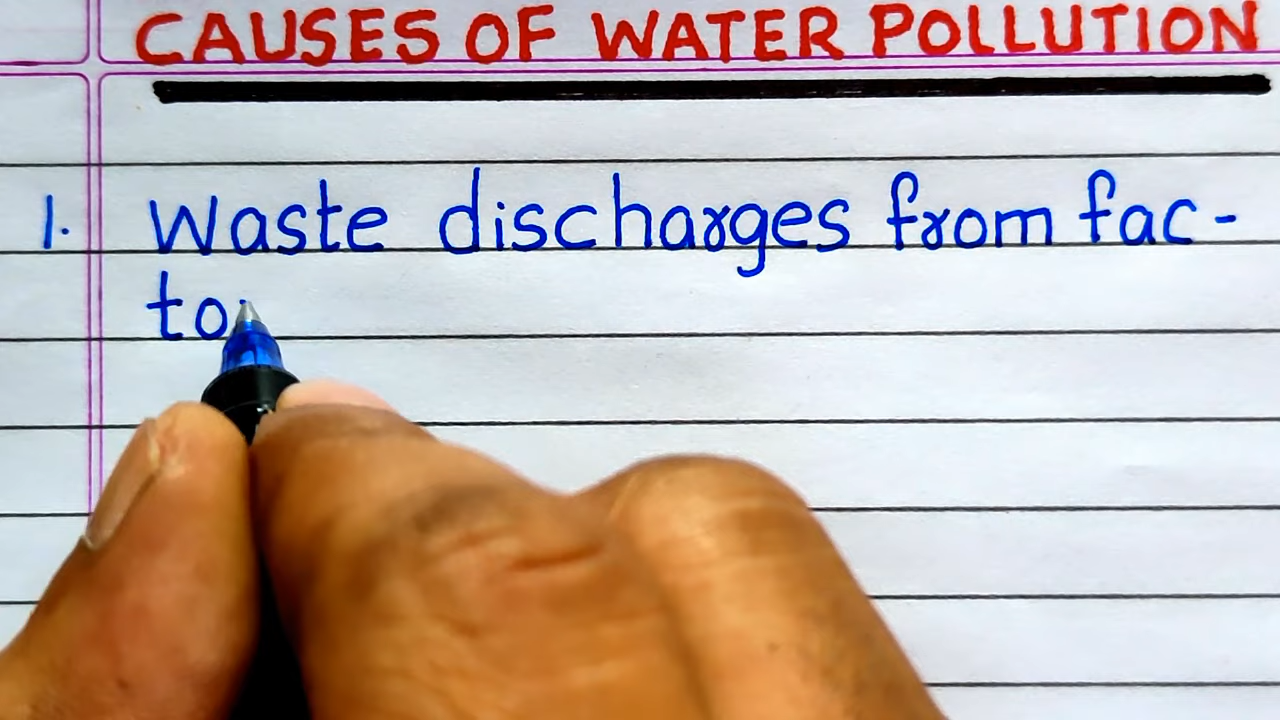 CAUSES OF WATER POLLUTION
1. Waste discharges from fac-
to